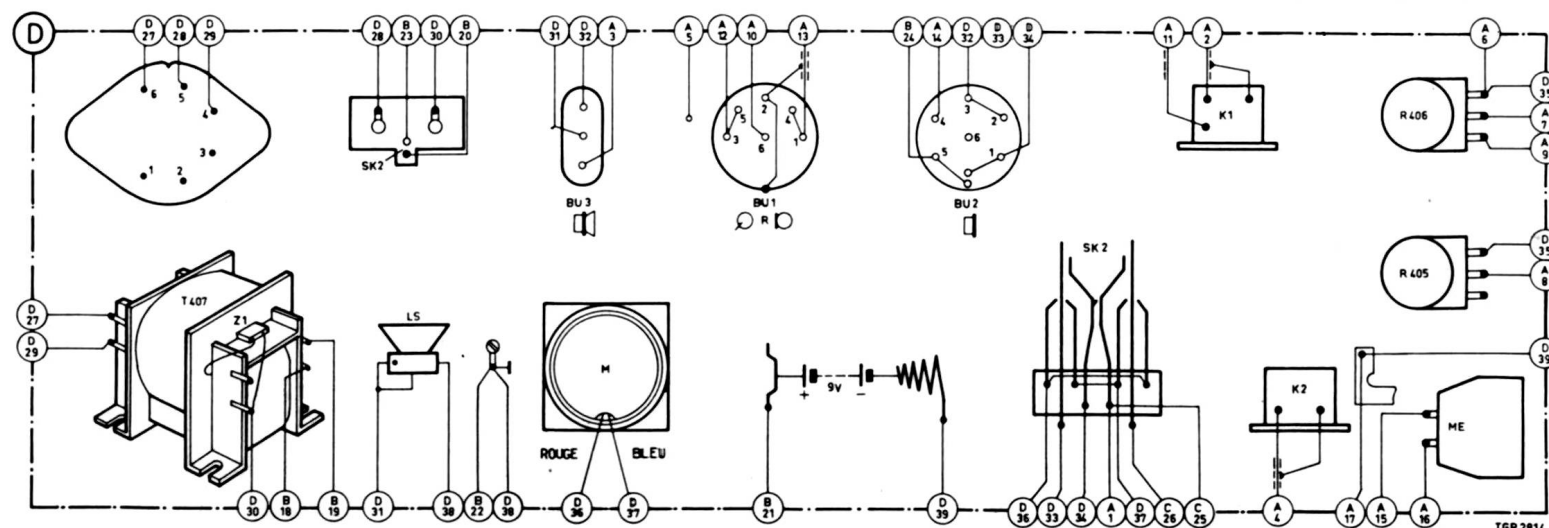 D
D 27
D 28
D 29
D 28
B 23
D 30
B 20
D 31
D 32
A 3
A 5
A 12
A 10
A 13
B 24
A 14
D 32
D 33
D 34
A 11
A 2
A 6
6
5
4
3
1
2
SK2
BU 3
2
5
4
3
6
1
BU 1
R
3
4
2
6
5
1
BU 2
K1
R 406
D 35
A 7
A 9
T 407
Z1
D 27
D 29
LS
M
ROUGE
BLEU
+
9V
−
SK 2
R 405
D 35
A 8
D 39
K2
ME
D 30
B 18
B 19
D 31
D 38
B 22
D 38
D 36
D 37
B 21
D 39
D 36
D 33
D 34
A 1
D 37
C 26
C 25
A 4
A 17
A 15
A 16